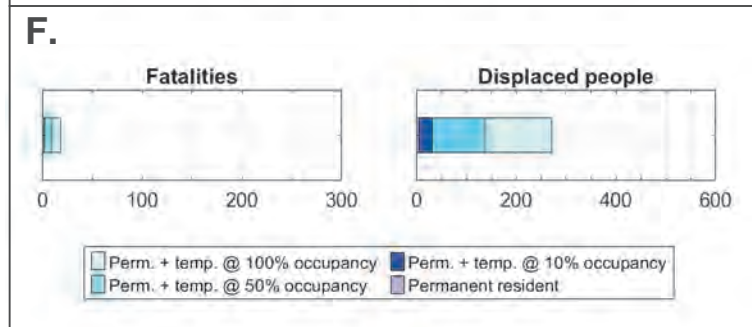 F.
Fatalities
Displaced people
0 100 200 300
0 200 400 600
Perm. + temp. @ 100% occupancy
Perm. + temp. @ 10% occupancy
Perm. + temp. @ 50% occupancy
Permanent resident